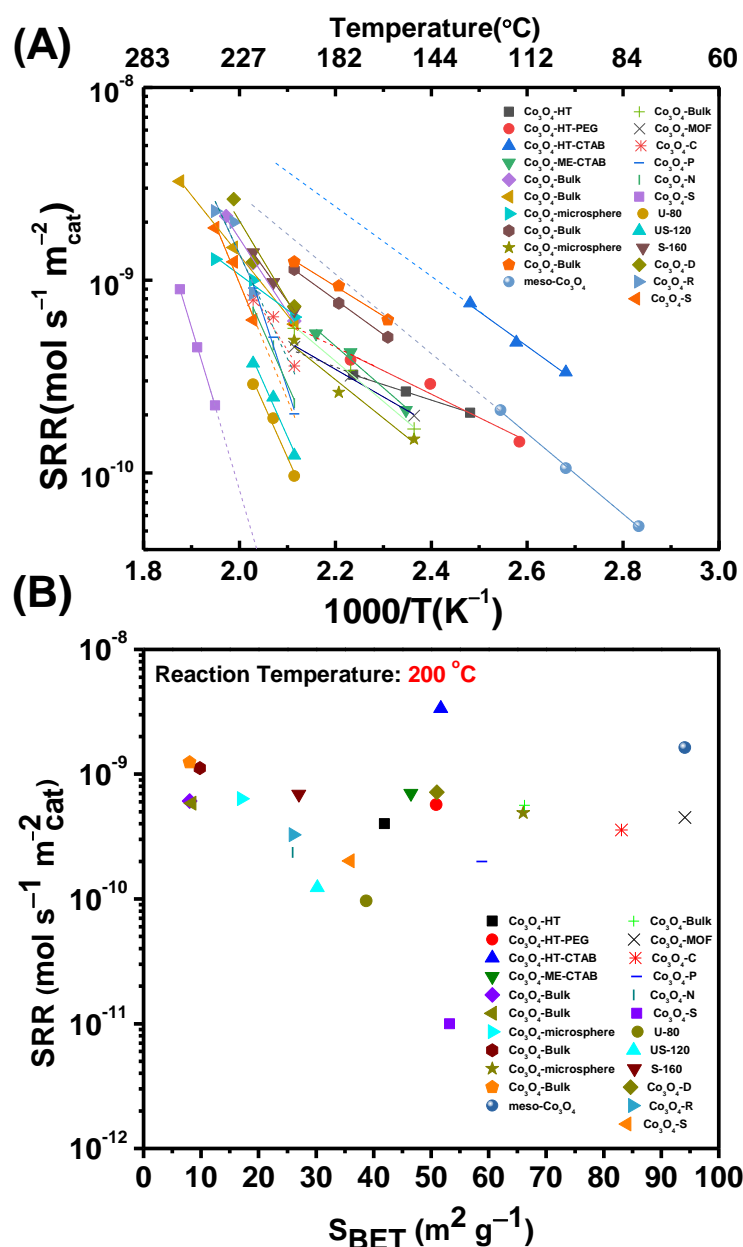 (A)
Temperature(°C)
283 227 182 144 112 84 60
10⁻⁸
10⁻⁹
10⁻¹⁰
SRR(mol s⁻¹ m⁻²cat)
Co₃O₄-HT
Co₃O₄-HT-PEG
Co₃O₄-HT-CTAB
Co₃O₄-ME-CTAB
Co₃O₄-Bulk
Co₃O₄-Bulk
Co₃O₄-microsphere
Co₃O₄-Bulk
Co₃O₄-microsphere
Co₃O₄-Bulk
meso-Co₃O₄
Co₃O₄-Bulk
Co₃O₄-MOF
Co₃O₄-C
Co₃O₄-P
Co₃O₄-N
Co₃O₄-S
U-80
US-120
S-160
Co₃O₄-D
Co₃O₄-R
Co₃O₄-S
1.8 2.0 2.2 2.4 2.6 2.8 3.0
1000/T(K⁻¹)
(B)
Reaction Temperature: 200 °C
10⁻⁸
10⁻⁹
10⁻¹⁰
10⁻¹¹
10⁻¹²
SRR (mol s⁻¹ m⁻²cat)
Co₃O₄-HT
Co₃O₄-HT-PEG
Co₃O₄-HT-CTAB
Co₃O₄-ME-CTAB
Co₃O₄-Bulk
Co₃O₄-Bulk
Co₃O₄-microsphere
Co₃O₄-Bulk
Co₃O₄-microsphere
Co₃O₄-Bulk
meso-Co₃O₄
Co₃O₄-Bulk
Co₃O₄-MOF
Co₃O₄-C
Co₃O₄-P
Co₃O₄-N
Co₃O₄-S
U-80
US-120
S-160
Co₃O₄-D
Co₃O₄-R
Co₃O₄-S
0 10 20 30 40 50 60 70 80 90 100
S_BET (m² g⁻¹)